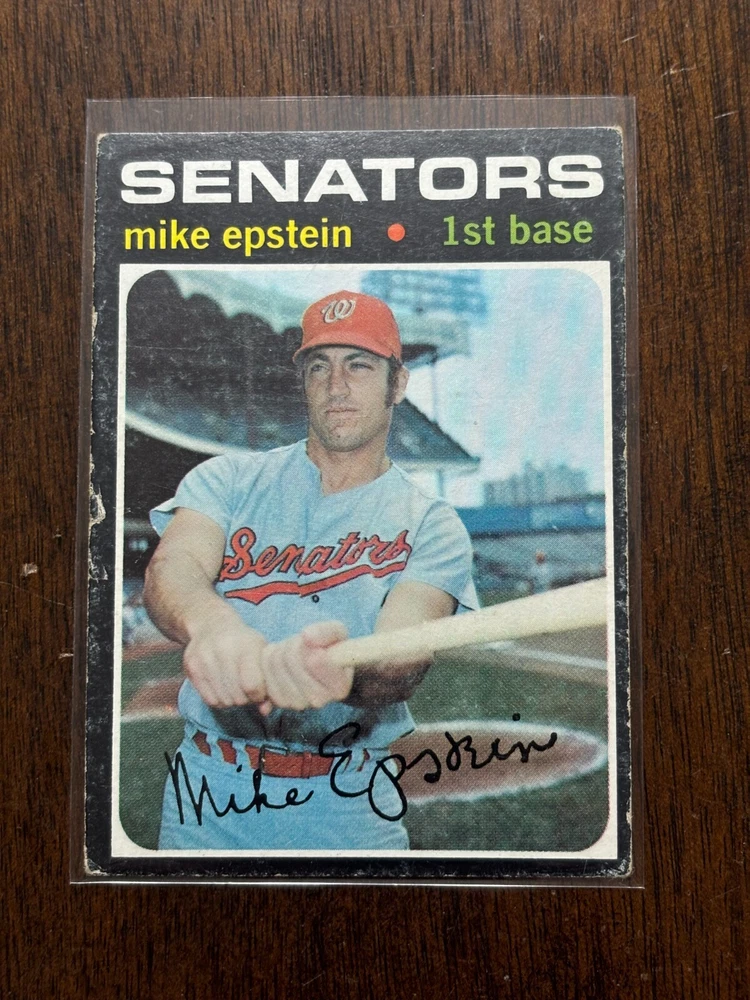 SENATORS
mike epstein • 1st base
W
Senators
Mike Epstein